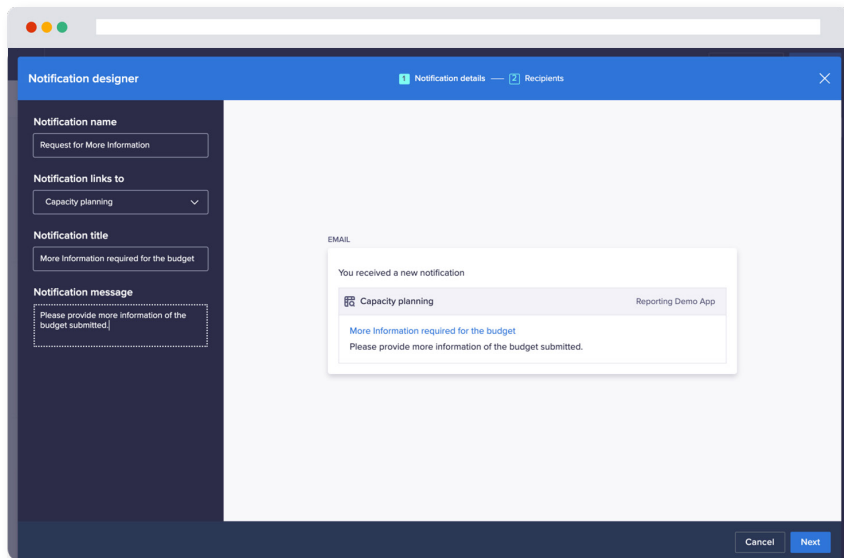 Notification designer
1 Notification details — 2 Recipients
Notification name
Request for More Information
Notification links to
Capacity planning
Notification title
More Information required for the budget
Notification message
Please provide more information of the
budget submitted.
EMAIL
You received a new notification
Capacity planning
Reporting Demo App
More Information required for the budget
Please provide more information of the budget submitted.
Cancel
Next